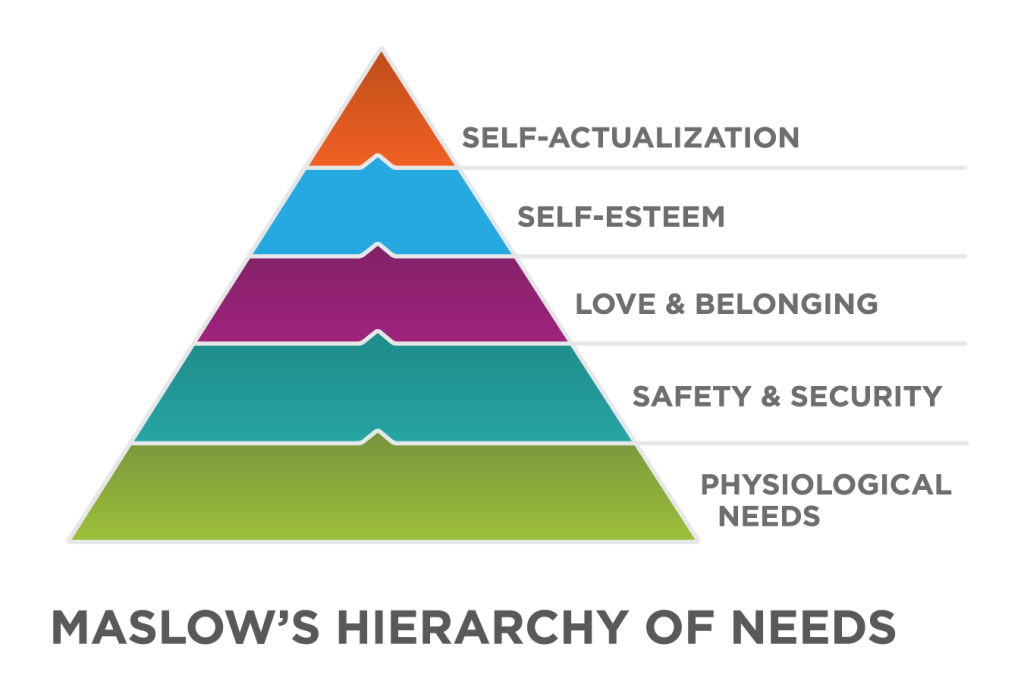 SELF-ACTUALIZATION
SELF-ESTEEM
LOVE & BELONGING
SAFETY & SECURITY
PHYSIOLOGICAL
NEEDS
MASLOW’S HIERARCHY OF NEEDS